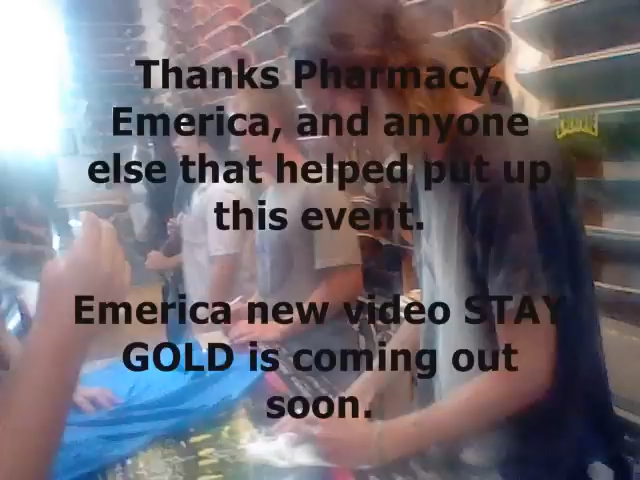 Thanks Pharmacy,
Emerica, and anyone
else that helped put up
this event.
Emerica new video STAY
GOLD is coming out
soon.